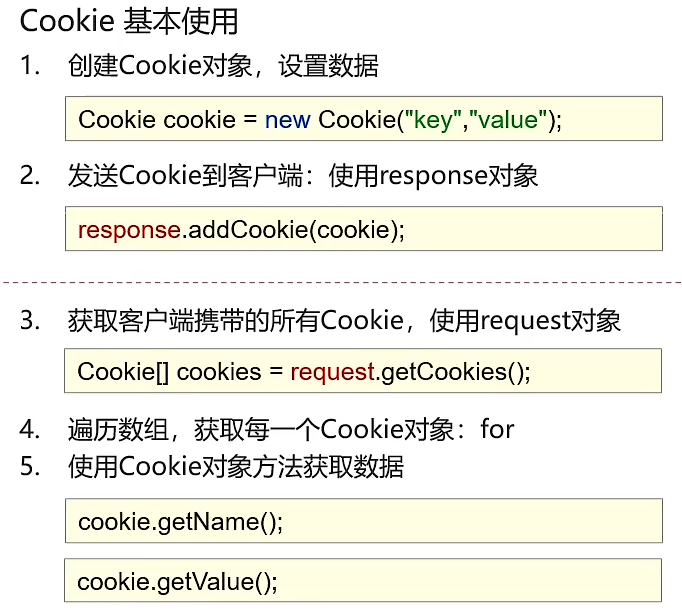 Cookie 基本使用
1. 创建Cookie对象，设置数据
Cookie cookie = new Cookie("key","value");
2. 发送Cookie到客户端：使用response对象
response.addCookie(cookie);
3. 获取客户端携带的所有Cookie，使用request对象
Cookie[] cookies = request.getCookies();
4. 遍历数组，获取每一个Cookie对象：for
5. 使用Cookie对象方法获取数据
cookie.getName();
cookie.getValue();